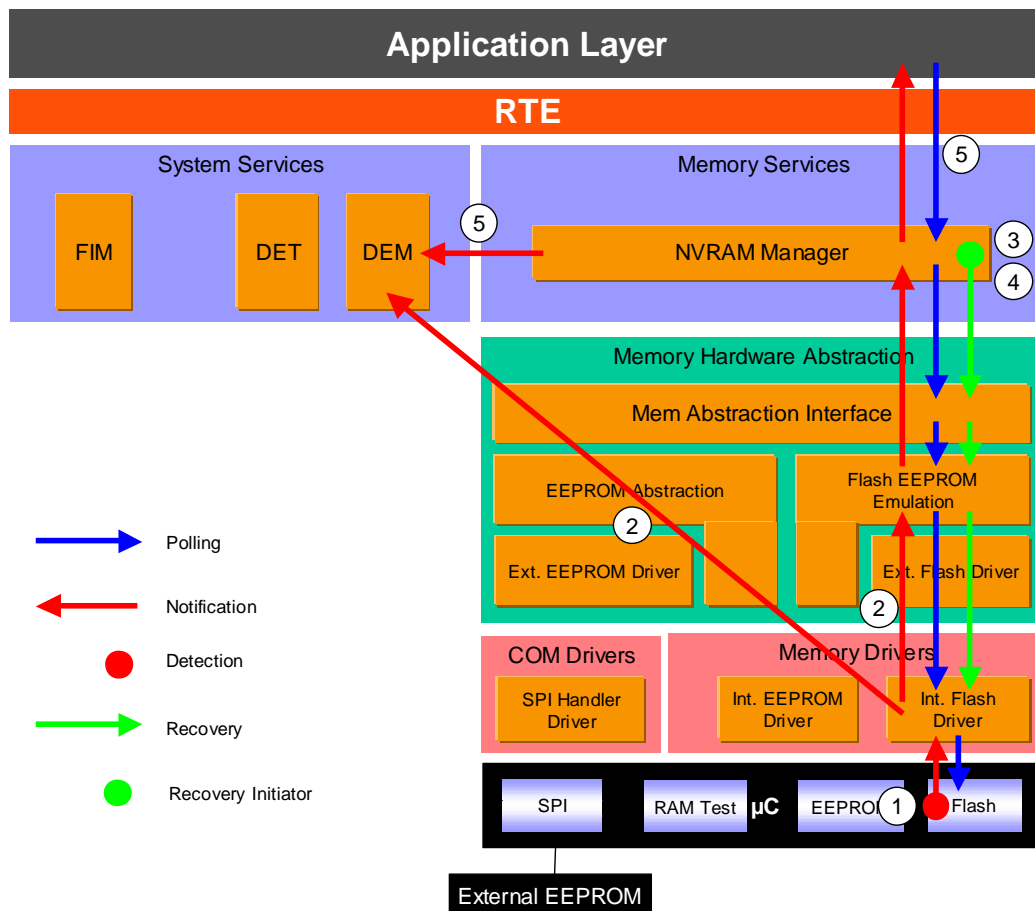 Application Layer
RTE
System Services
Memory Services
5
5
FIM
DET
DEM
NVRAM Manager
3
4
Memory Hardware Abstraction
Mem Abstraction Interface
EEPROM Abstraction
Flash EEPROM
Emulation
2
Ext. EEPROM Driver
Ext. Flash Driver
2
Polling
Notification
Detection
Recovery
Recovery Initiator
COM Drivers
Memory Drivers
SPI Handler
Driver
Int. EEPROM
Driver
Int. Flash
Driver
SPI
RAM Test
µC
EEPROM
1
Flash
External EEPROM